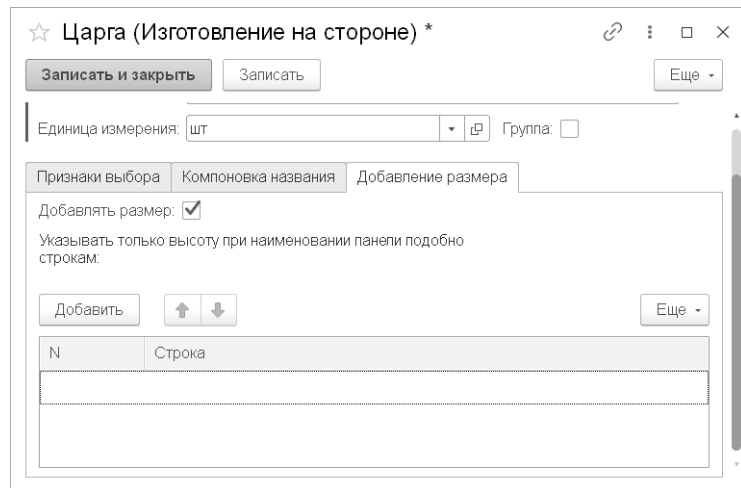 Царга (Изготовление на стороне) *
Записать и закрыть Записать Еще
Единица измерения: шт Группа:
Признаки выбора Компоновка названия Добавление размера
Добавлять размер:
Указывать только высоту при наименовании панели подобно
строкам:
Добавить Еще
N Строка